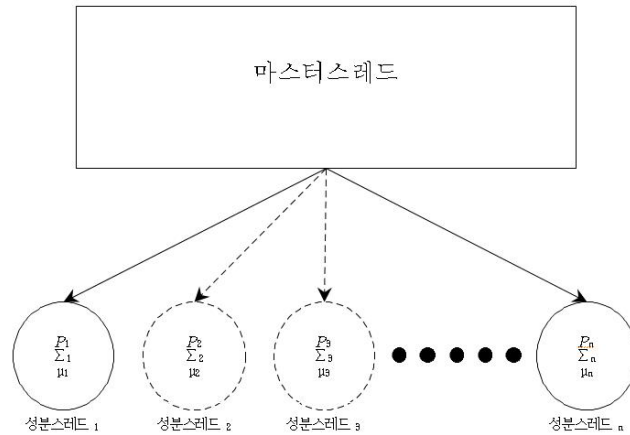 마스터스레드
P1 P2 P3 Pn
Σ1 Σ2 Σ3 Σn
μ1 μ2 μ3 μn
성분스레드 1 성분스레드 2 성분스레드 3 성분스레드 n